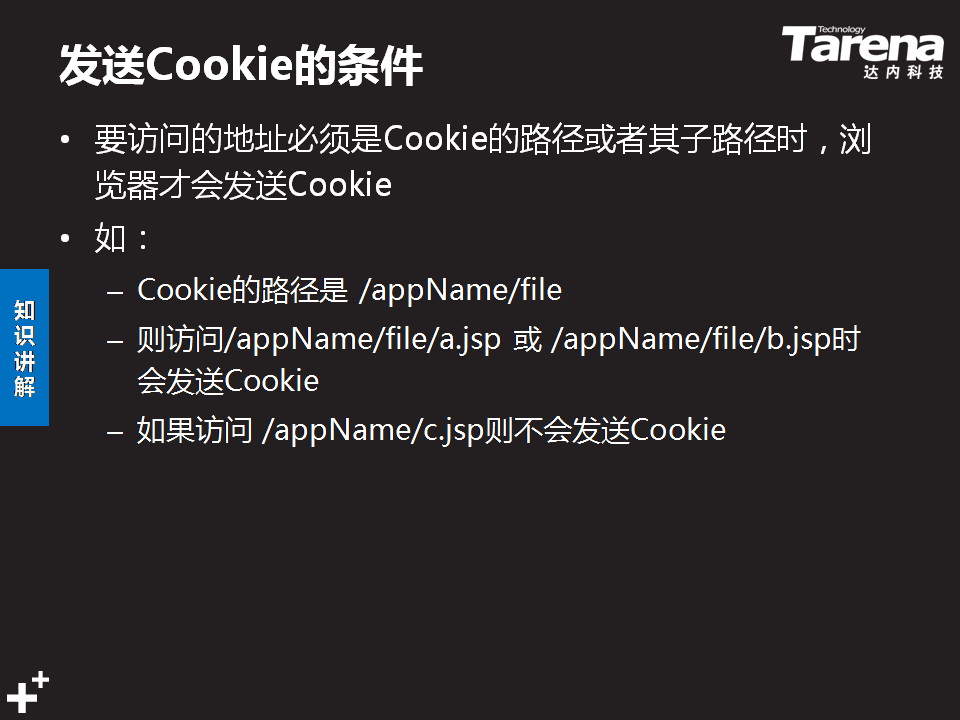 发送Cookie的条件
Technology
Tarena
达内科技
• 要访问的地址必须是Cookie的路径或者其子路径时，浏
览器才会发送Cookie
• 如：
– Cookie的路径是 /appName/file
– 则访问/appName/file/a.jsp 或 /appName/file/b.jsp时
会发送Cookie
– 如果访问 /appName/c.jsp则不会发送Cookie
知
识
讲
解